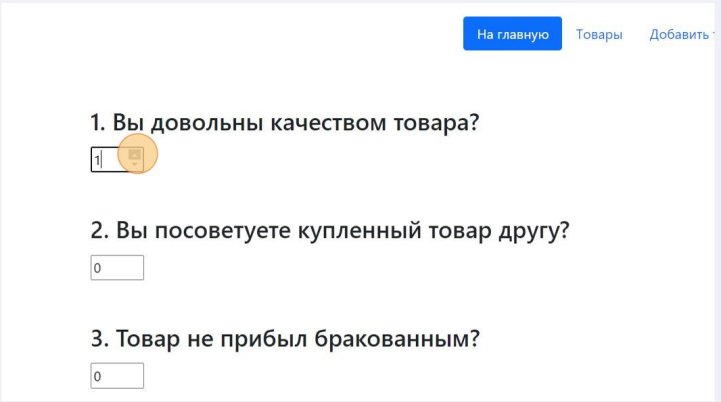 На главную Товары Добавить
1. Вы довольны качеством товара?
1
2. Вы посоветуете купленный товар другу?
0
3. Товар не прибыл бракованным?
0